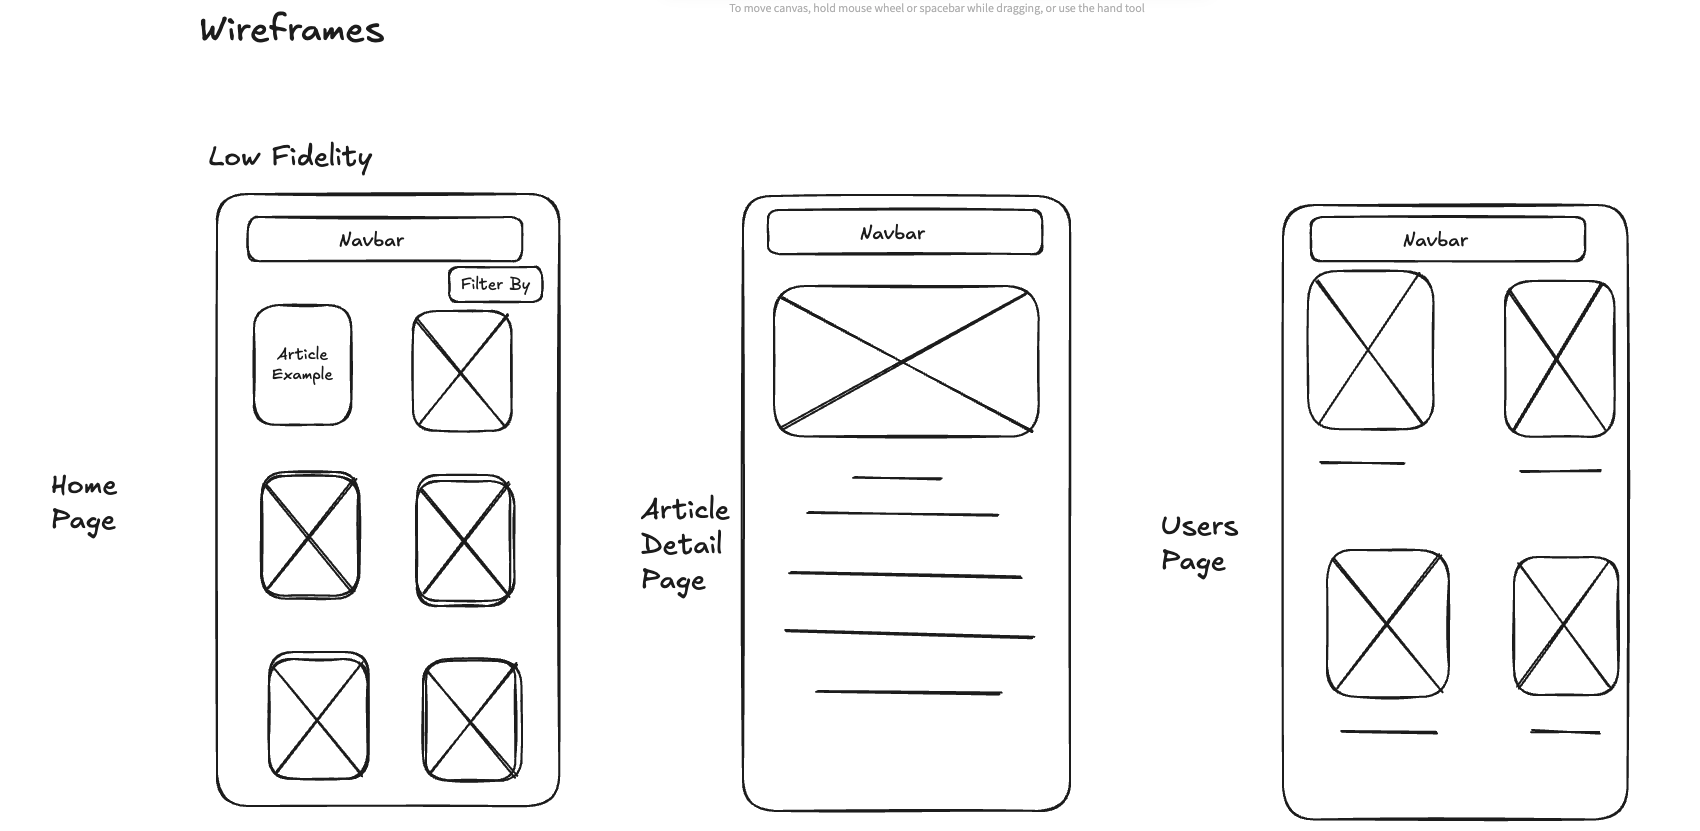 To move canvas, hold mouse wheel or spacebar while dragging, or use the hand tool
Wireframes
Low Fidelity
Home
Page
Navbar
Filter By
Article
Example
Article
Detail
Page
Navbar
Users
Page
Navbar